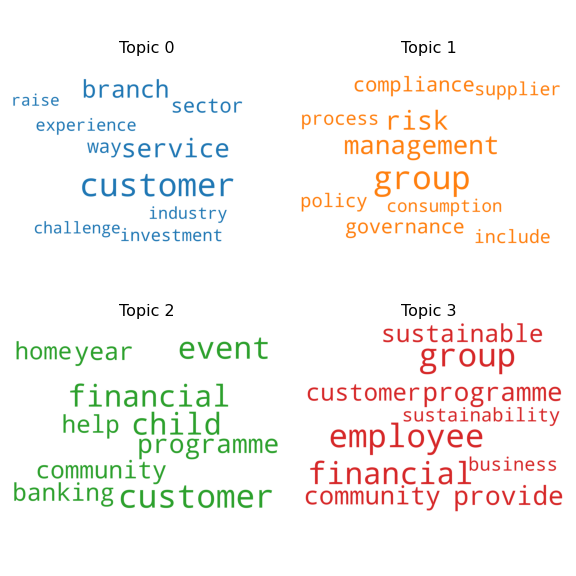 Topic 0
branch
raise
sector
experience
way service
customer
industry
challenge
investment
Topic 1
compliance supplier
process risk
management
group
policy
consumption
governance
include
Topic 2
home year event
financial
help child
programme
community
banking customer
Topic 3
sustainable
group
customer programme
sustainability
employee
financial business
community provide